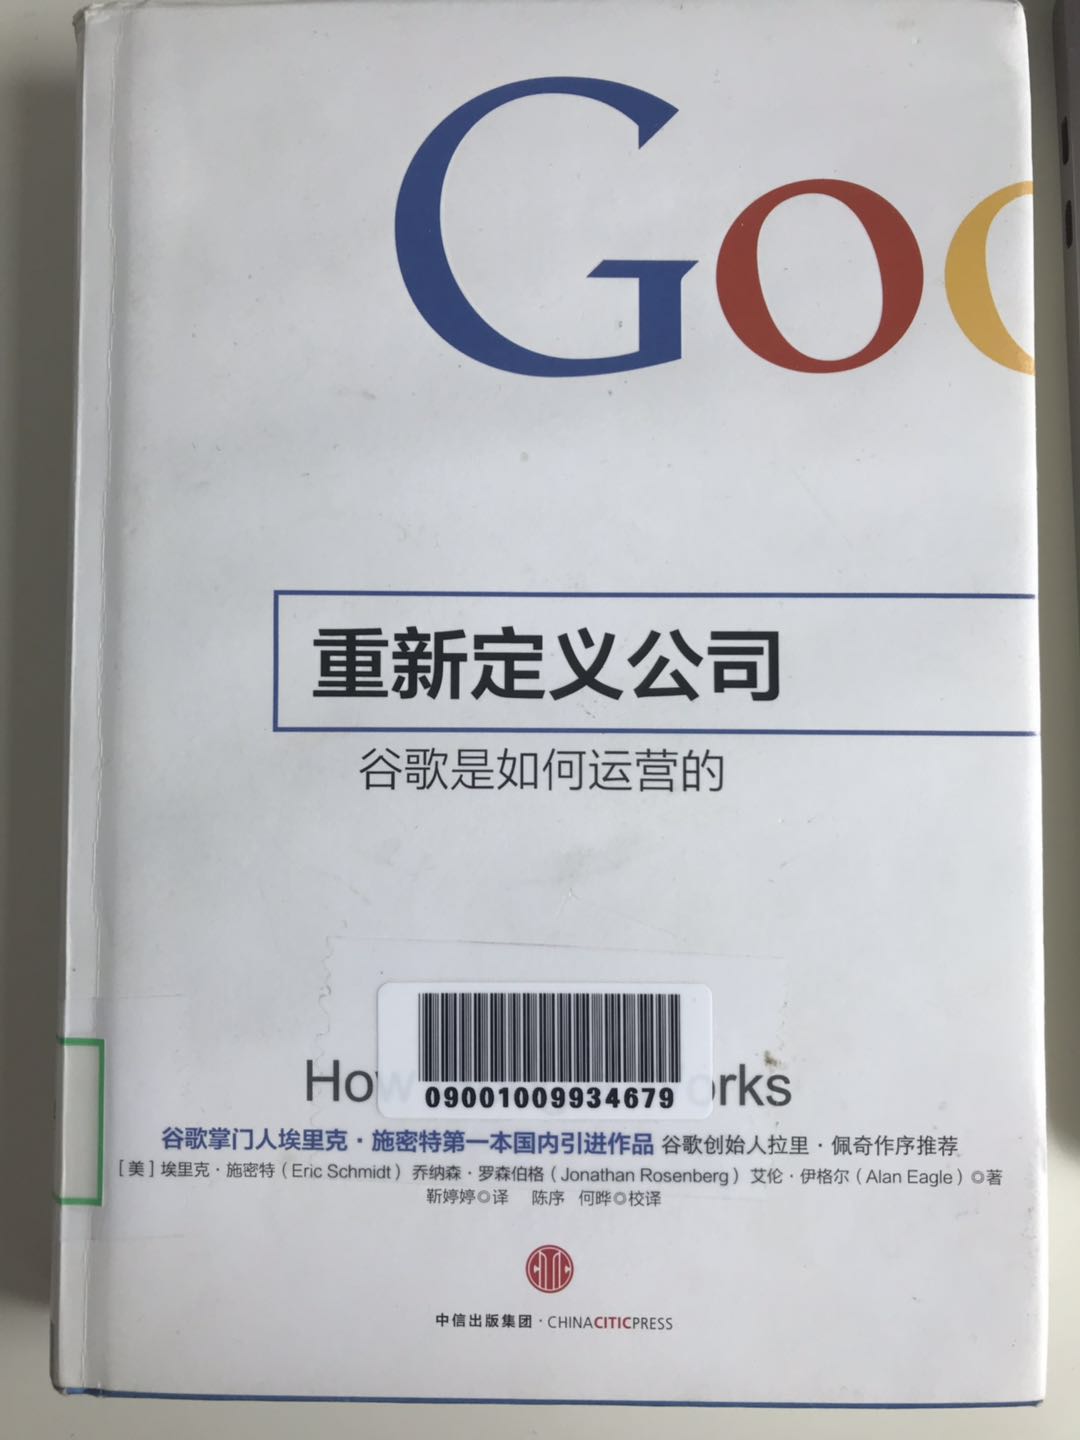 Goo
重新定义公司
谷歌是如何运营的
09001009934679
谷歌掌门人埃里克·施密特第一本国内引进作品 谷歌创始人拉里·佩奇作序推荐
[美]埃里克·施密特（Eric Schmidt）乔纳森·罗森伯格（Jonathan Rosenberg）艾伦·伊格尔（Alan Eagle）◎著
靳婷婷◎译 陈序 何晔◎校译
中信出版集团·CHINACITICPRESS